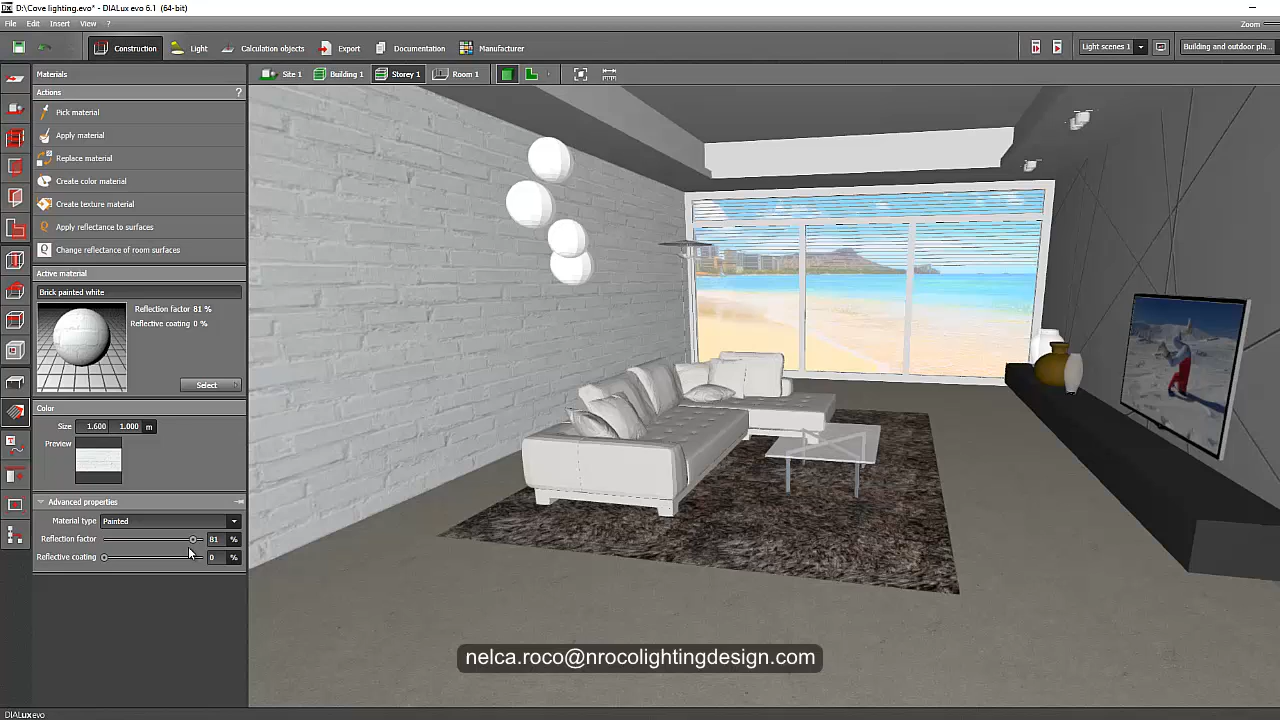 D:\Cove lighting.evo* - DIALux evo 6.1 (64-bit)
File Edit Insert View ?
Zoom
Construction Light Calculation objects Export Documentation Manufacturer
Light scenes 1 Building and outdoor pla...
Materials
Site 1 Building 1 Storey 1 Room 1
Actions ?
Pick material
Apply material
Replace material
Create color material
Create texture material
Apply reflectance to surfaces
Change reflectance of room surfaces
Active material
Brick painted white
Reflection factor 81 %
Reflective coating 0 %
Select
Color
Size 1.600 1.000 m
Preview
Advanced properties
Material type Painted
Reflection factor 81 %
Reflective coating 0 %
nelca.roco@nrocolightingdesign.com
DIALux evo